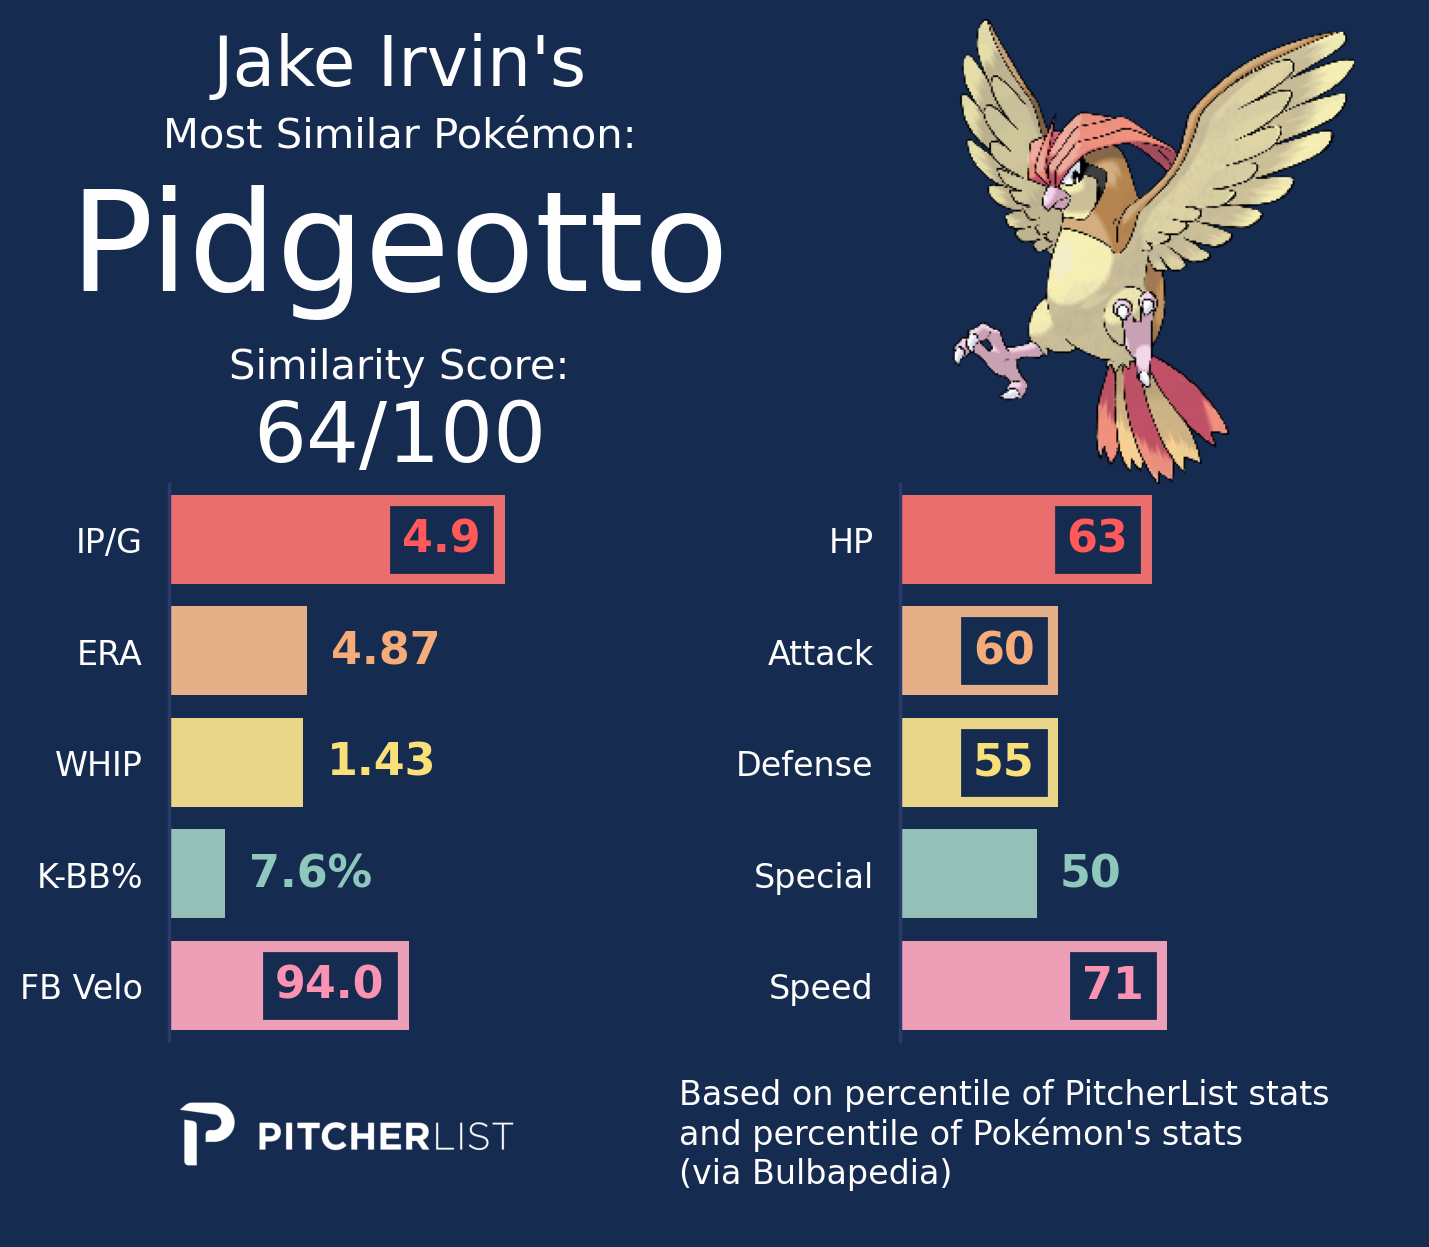 Jake Irvin's
Most Similar Pokémon:
Pidgeotto
Similarity Score:
64/100
IP/G 4.9
ERA 4.87
WHIP 1.43
K-BB% 7.6%
FB Velo 94.0
HP 63
Attack 60
Defense 55
Special 50
Speed 71
PITCHERLIST
Based on percentile of PitcherList stats
and percentile of Pokémon's stats
(via Bulbapedia)